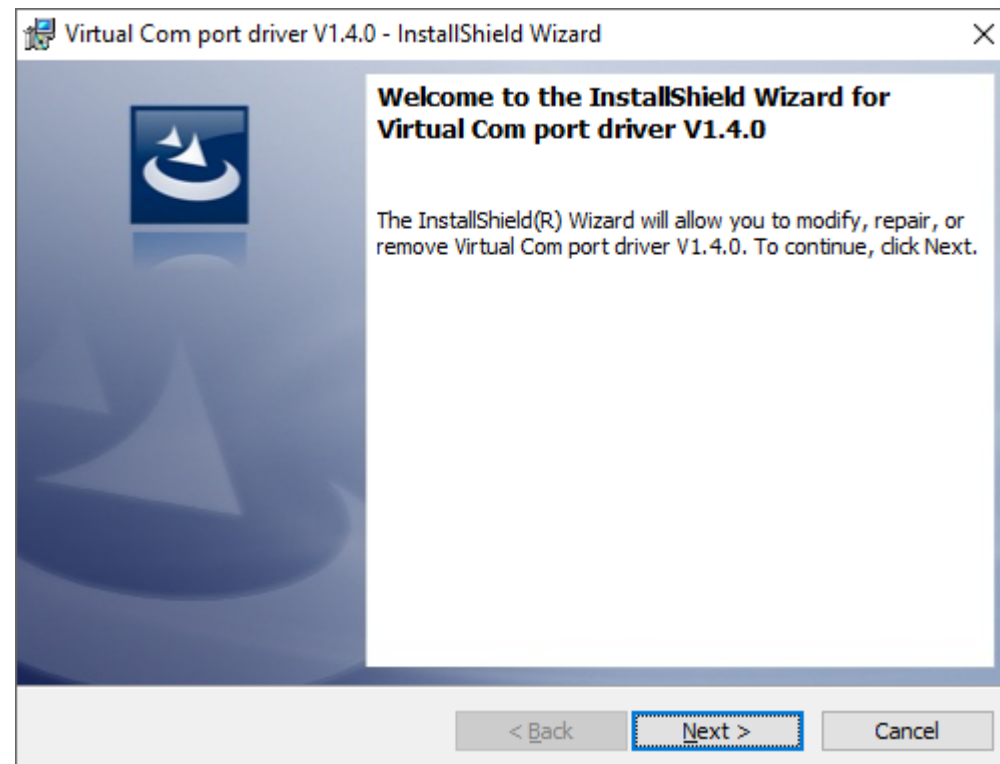 Virtual Com port driver V1.4.0 - InstallShield Wizard
Welcome to the InstallShield Wizard for
Virtual Com port driver V1.4.0
The InstallShield(R) Wizard will allow you to modify, repair, or
remove Virtual Com port driver V1.4.0. To continue, click Next.
< Back
Next >
Cancel